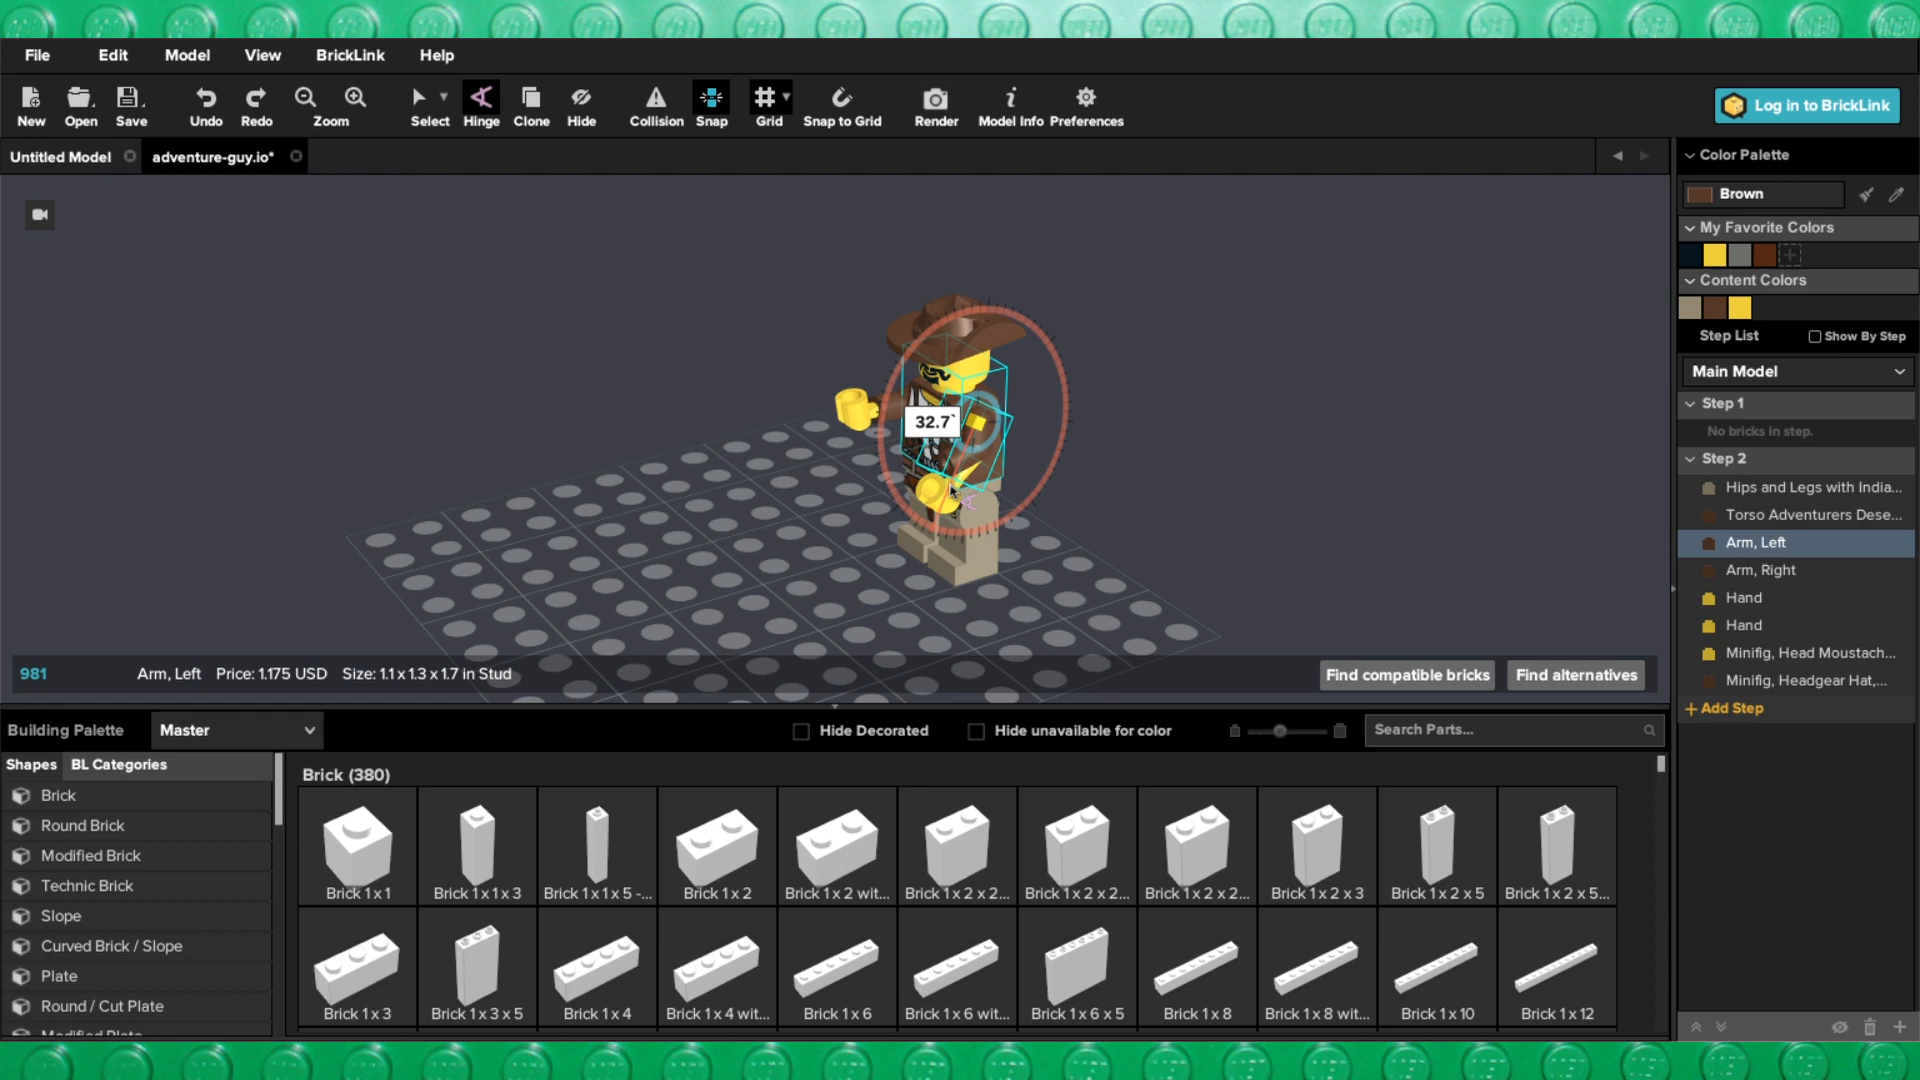 File Edit Model View BrickLink Help
New Open Save Undo Redo Zoom Select Hinge Clone Hide Collision Snap Grid Snap to Grid Render Model Info Preferences
Log in to BrickLink
Untitled Model adventure-guy.io*
Color Palette
Brown
My Favorite Colors
Content Colors
Step List Show By Step
Main Model
Step 1
No bricks in step.
Step 2
Hips and Legs with India...
Torso Adventurers Dese...
Arm, Left
Arm, Right
Hand
Hand
Minifig, Head Moustach...
Minifig, Headgear Hat,...
+ Add Step
32.7`
981 Arm, Left Price: 1.175 USD Size: 1.1 x 1.3 x 1.7 in Stud Find compatible bricks Find alternatives
Building Palette Master Hide Decorated Hide unavailable for color Search Parts...
Shapes BL Categories
Brick
Round Brick
Modified Brick
Technic Brick
Slope
Curved Brick / Slope
Plate
Round / Cut Plate
Modified Plate
Brick (380)
Brick 1 x 1 Brick 1 x 1 x 3 Brick 1 x 1 x 5 -... Brick 1 x 2 Brick 1 x 2 wit... Brick 1 x 2 x 2... Brick 1 x 2 x 2... Brick 1 x 2 x 2... Brick 1 x 2 x 3 Brick 1 x 2 x 5 Brick 1 x 2 x 5...
Brick 1 x 3 Brick 1 x 3 x 5 Brick 1 x 4 Brick 1 x 4 wit... Brick 1 x 6 Brick 1 x 6 wit... Brick 1 x 6 x 5 Brick 1 x 8 Brick 1 x 8 wit... Brick 1 x 10 Brick 1 x 12